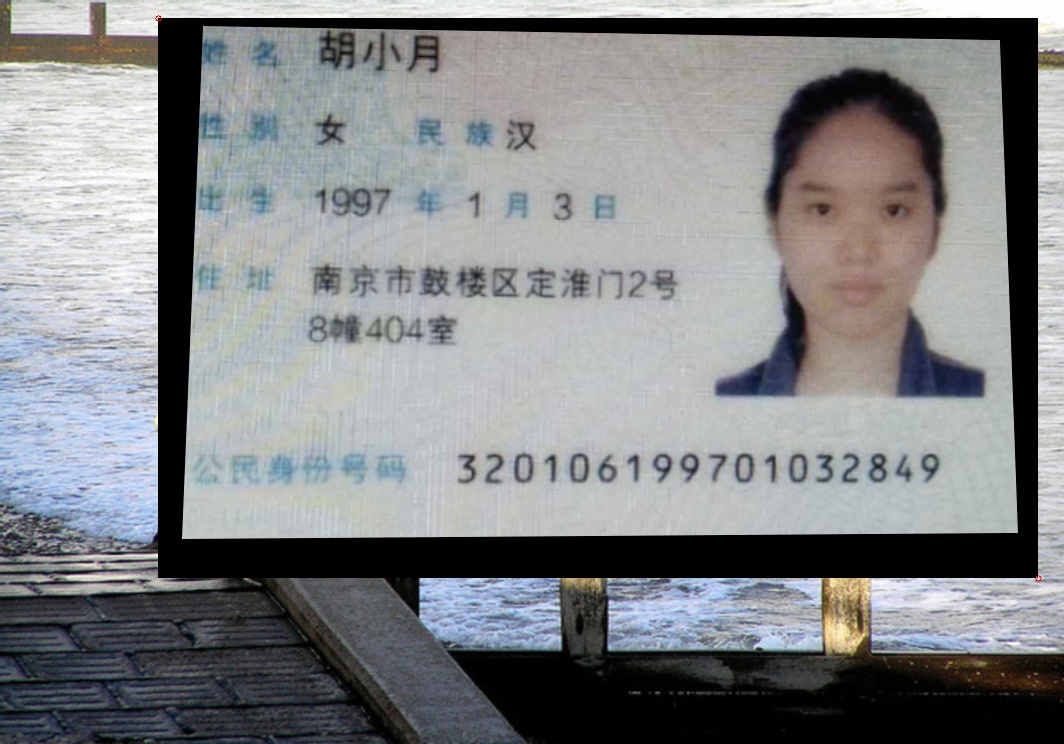 姓名 胡小月
性别 女 民族 汉
出生 1997 年 1 月 3 日
住址 南京市鼓楼区定淮门2号
8幢404室
公民身份号码 320106199701032849